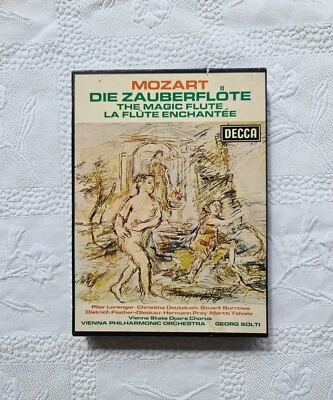 MOZART
DIE ZAUBERFLÖTE
THE MAGIC FLUTE
LA FLÛTE ENCHANTÉE
DECCA
Pilar Lorengar·Christina Deutekom·Stuart Burrows
Dietrich Fischer-Dieskau·Hermann Prey·Martti Talvela
Vienna State Opera Chorus
VIENNA PHILHARMONIC ORCHESTRA GEORG SOLTI